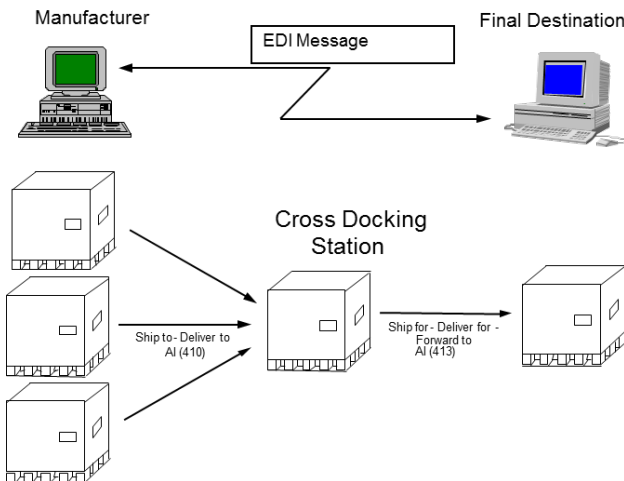 Manufacturer
EDI Message
Final Destination
Cross Docking
Station
Ship to - Deliver to
AI (410)
Ship for - Deliver for -
Forward to
AI (413)